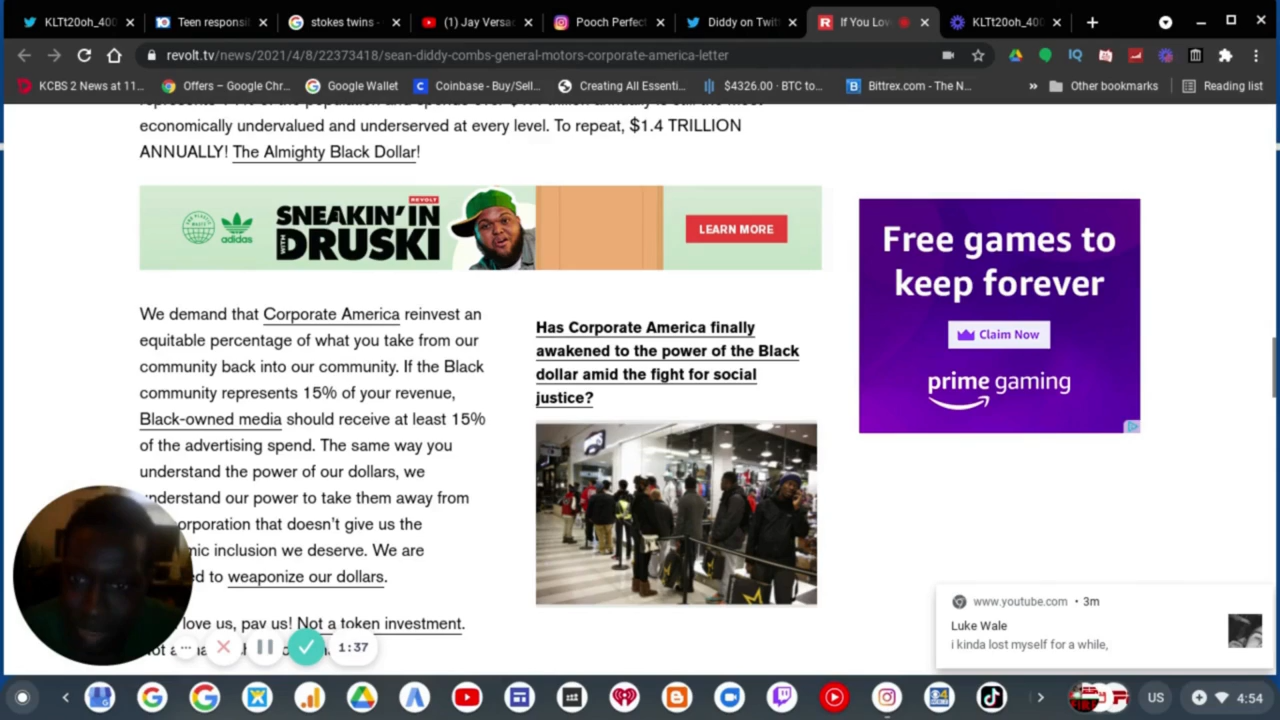 KLTt20oh_400
Teen responsi
stokes twins -
(1) Jay Versac
Pooch Perfect
Diddy on Twitt
If You Lov
KLTt20oh_400
revolt.tv/news/2021/4/8/22373418/sean-diddy-combs-general-motors-corporate-america-letter
KCBS 2 News at 11...
Offers – Google Chr...
Google Wallet
Coinbase - Buy/Sell...
Creating All Essenti...
$4326.00 · BTC to...
Bittrex.com - The N...
»
Other bookmarks
Reading list
economically undervalued and underserved at every level. To repeat, $1.4 TRILLION
ANNUALLY! The Almighty Black Dollar!
adidas
REVOLT
SNEAKIN' IN
WITH DRUSKI
LEARN MORE
Free games to
keep forever
Claim Now
prime gaming
We demand that Corporate America reinvest an
equitable percentage of what you take from our
community back into our community. If the Black
community represents 15% of your revenue,
Black-owned media should receive at least 15%
of the advertising spend. The same way you
understand the power of our dollars, we
understand our power to take them away from
orporation that doesn't give us the
mic inclusion we deserve. We are
ed to weaponize our dollars.
love us, pay us! Not a token investment.
Has Corporate America finally
awakened to the power of the Black
dollar amid the fight for social
justice?
1:37
www.youtube.com • 3m
Luke Wale
i kinda lost myself for a while,
US
4:54